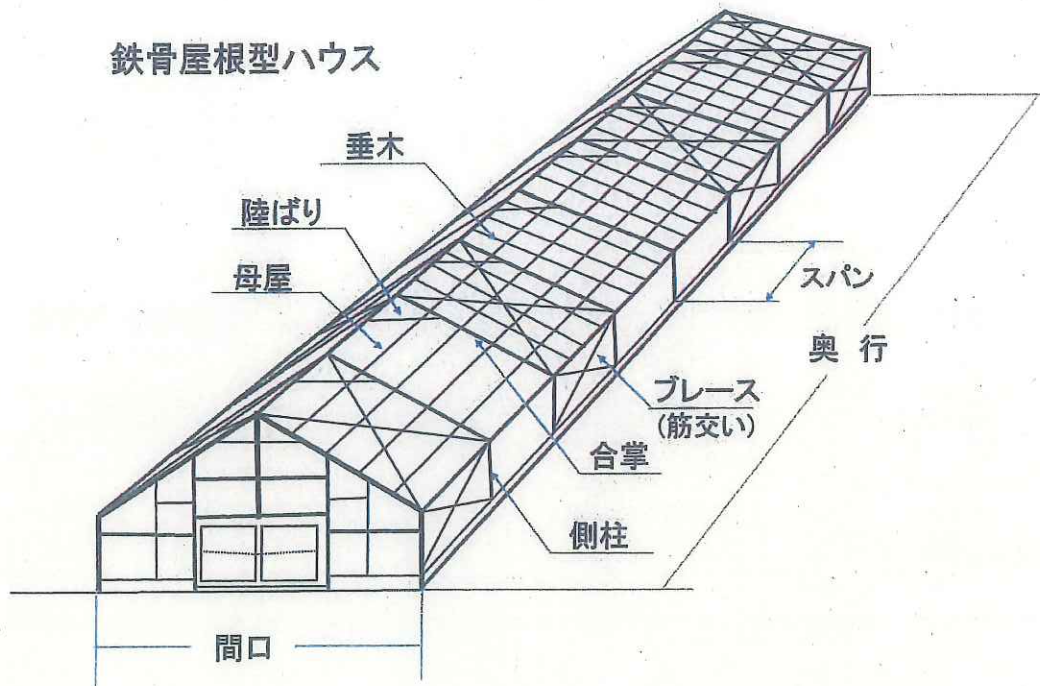 鉄骨屋根型ハウス
垂木
陸ばり
母屋
スパン
奥 行
ブレース
(筋交い)
合掌
側柱
間口